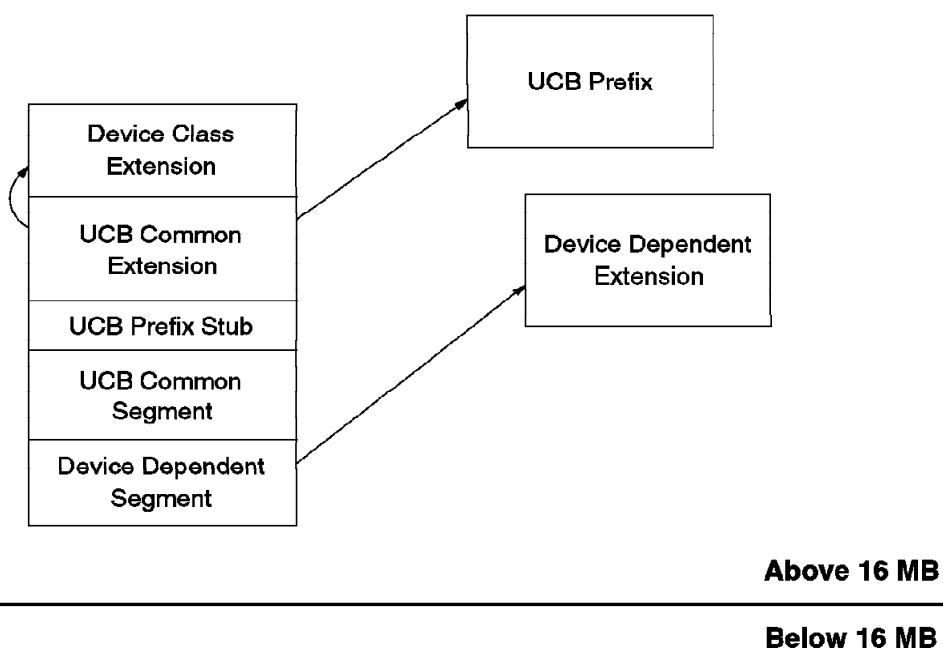 UCB Prefix
Device Class
Extension
UCB Common
Extension
Device Dependent
Extension
UCB Prefix Stub
UCB Common
Segment
Device Dependent
Segment
Above 16 MB
Below 16 MB